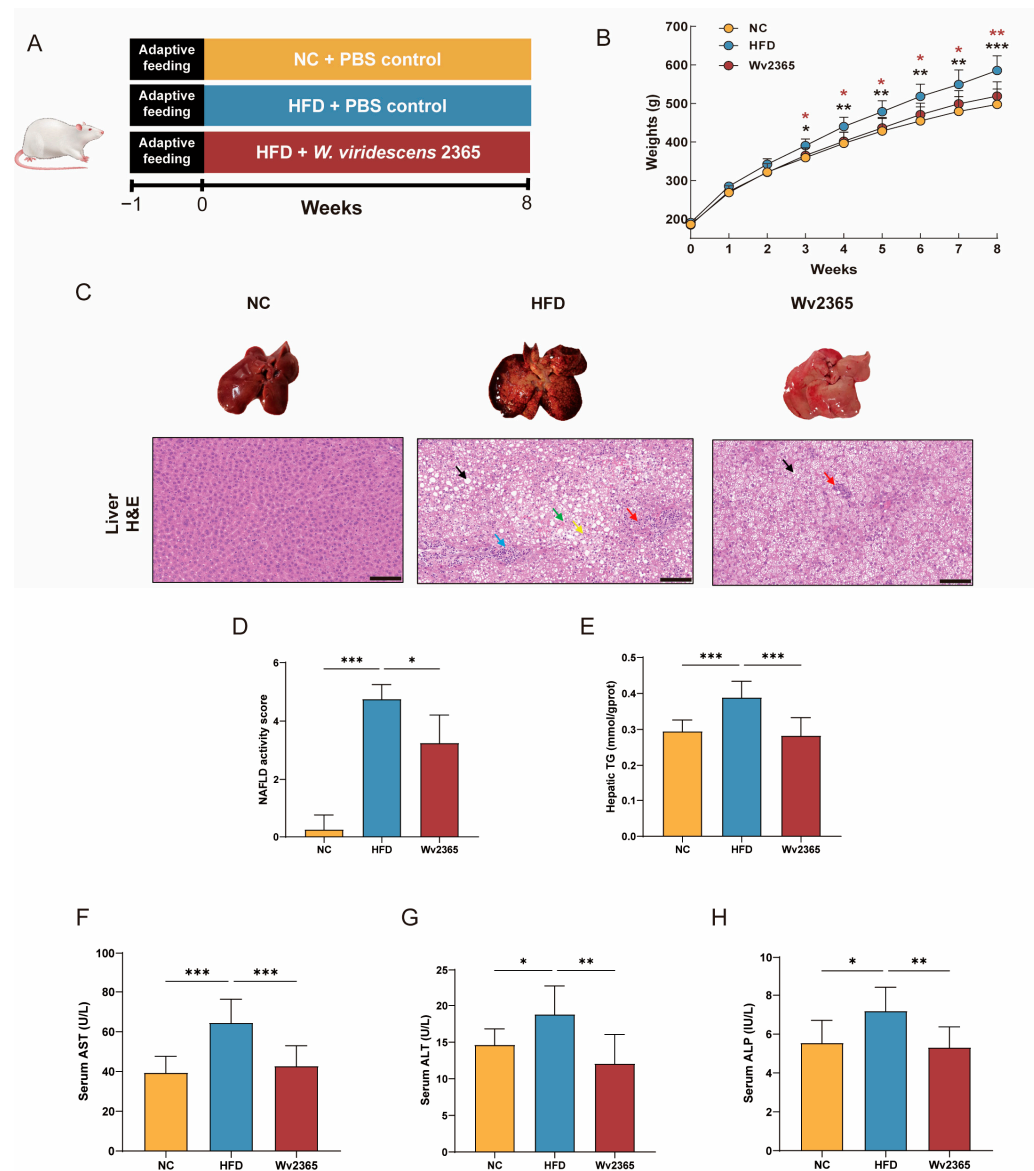 A
Adaptive
feeding
NC + PBS control
Adaptive
feeding
HFD + PBS control
Adaptive
feeding
HFD + W. viridescens 2365
−1
0
Weeks
8
B
NC
HFD
Wv2365
Weights (g)
700
600
500
400
300
200
*
*
*
**
*
**
*
**
*
**
**
***
0 1 2 3 4 5 6 7 8
Weeks
C
NC
HFD
Wv2365
Liver
H&E
D
NAFLD activity score
6
4
2
0
***
*
NC HFD Wv2365
E
Hepatic TG (mmol/gprot)
0.5
0.4
0.3
0.2
0.1
0.0
***
***
NC HFD Wv2365
F
Serum AST (U/L)
100
80
60
40
20
0
***
***
NC HFD Wv2365
G
Serum ALT (U/L)
25
20
15
10
5
0
*
**
NC HFD Wv2365
H
Serum ALP (IU/L)
10
8
6
4
2
0
*
**
NC HFD Wv2365